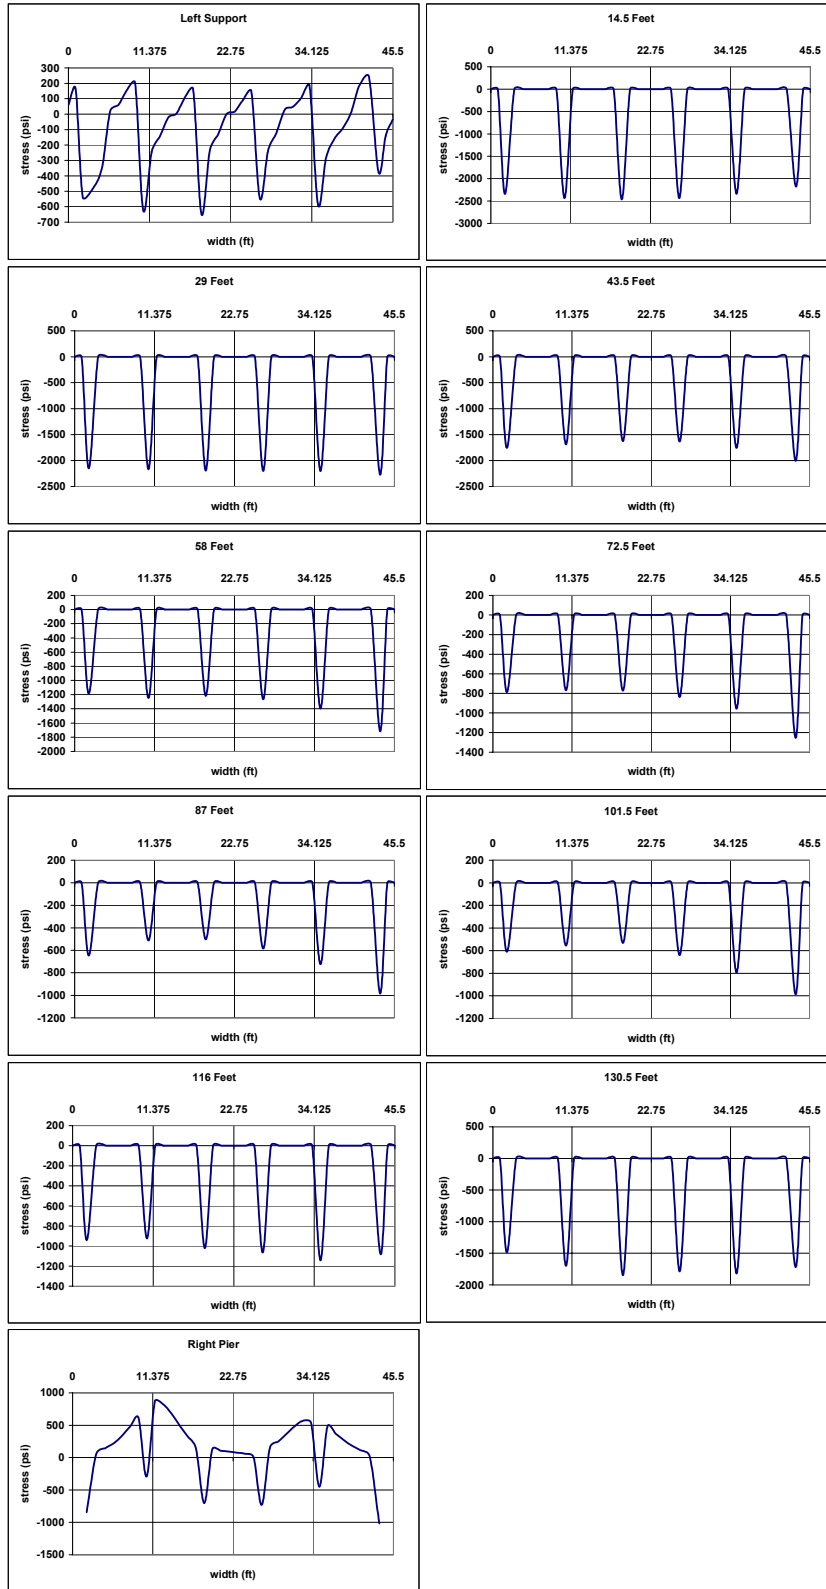 Left Support
0 11.375 22.75 34.125 45.5
300
200
100
0
-100
-200
-300
-400
-500
-600
-700
stress (psi)
width (ft)
14.5 Feet
0 11.375 22.75 34.125 45.5
500
0
-500
-1000
-1500
-2000
-2500
-3000
stress (psi)
width (ft)
29 Feet
0 11.375 22.75 34.125 45.5
500
0
-500
-1000
-1500
-2000
-2500
stress (psi)
width (ft)
43.5 Feet
0 11.375 22.75 34.125 45.5
500
0
-500
-1000
-1500
-2000
-2500
stress (psi)
width (ft)
58 Feet
0 11.375 22.75 34.125 45.5
200
0
-200
-400
-600
-800
-1000
-1200
-1400
-1600
-1800
-2000
stress (psi)
width (ft)
72.5 Feet
0 11.375 22.75 34.125 45.5
200
0
-200
-400
-600
-800
-1000
-1200
-1400
stress (psi)
width (ft)
87 Feet
0 11.375 22.75 34.125 45.5
200
0
-200
-400
-600
-800
-1000
-1200
stress (psi)
width (ft)
101.5 Feet
0 11.375 22.75 34.125 45.5
200
0
-200
-400
-600
-800
-1000
-1200
stress (psi)
width (ft)
116 Feet
0 11.375 22.75 34.125 45.5
200
0
-200
-400
-600
-800
-1000
-1200
-1400
stress (psi)
width (ft)
130.5 Feet
0 11.375 22.75 34.125 45.5
500
0
-500
-1000
-1500
-2000
stress (psi)
width (ft)
Right Pier
0 11.375 22.75 34.125 45.5
1000
500
0
-500
-1000
-1500
stress (psi)
width (ft)